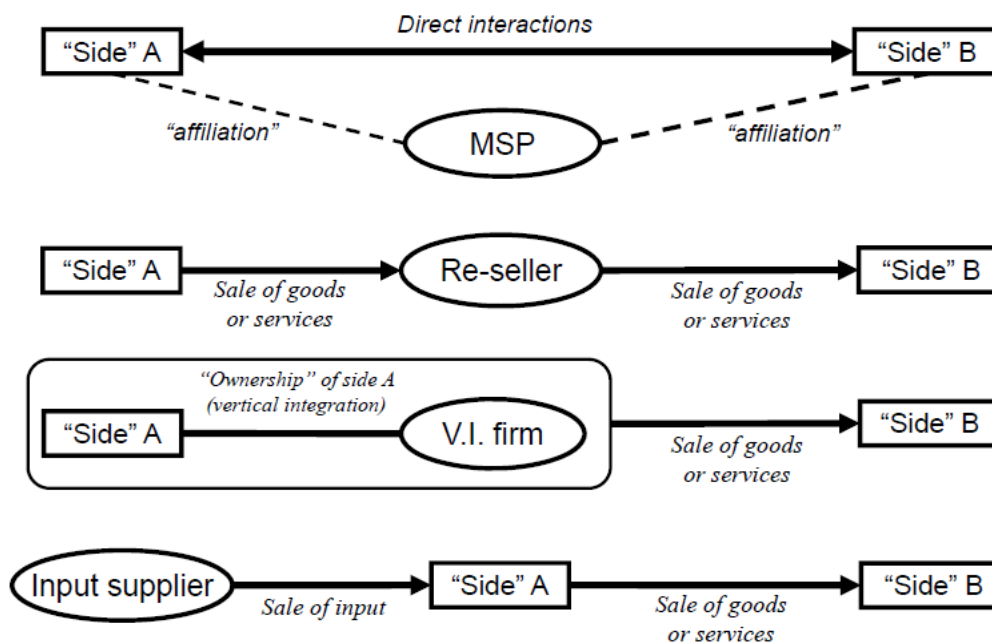 Direct interactions
“Side” A
“Side” B
“affiliation”
MSP
“affiliation”
“Side” A
Re-seller
“Side” B
Sale of goods
or services
Sale of goods
or services
“Ownership” of side A
(vertical integration)
“Side” A
V.I. firm
“Side” B
Sale of goods
or services
Input supplier
“Side” A
“Side” B
Sale of input
Sale of goods
or services